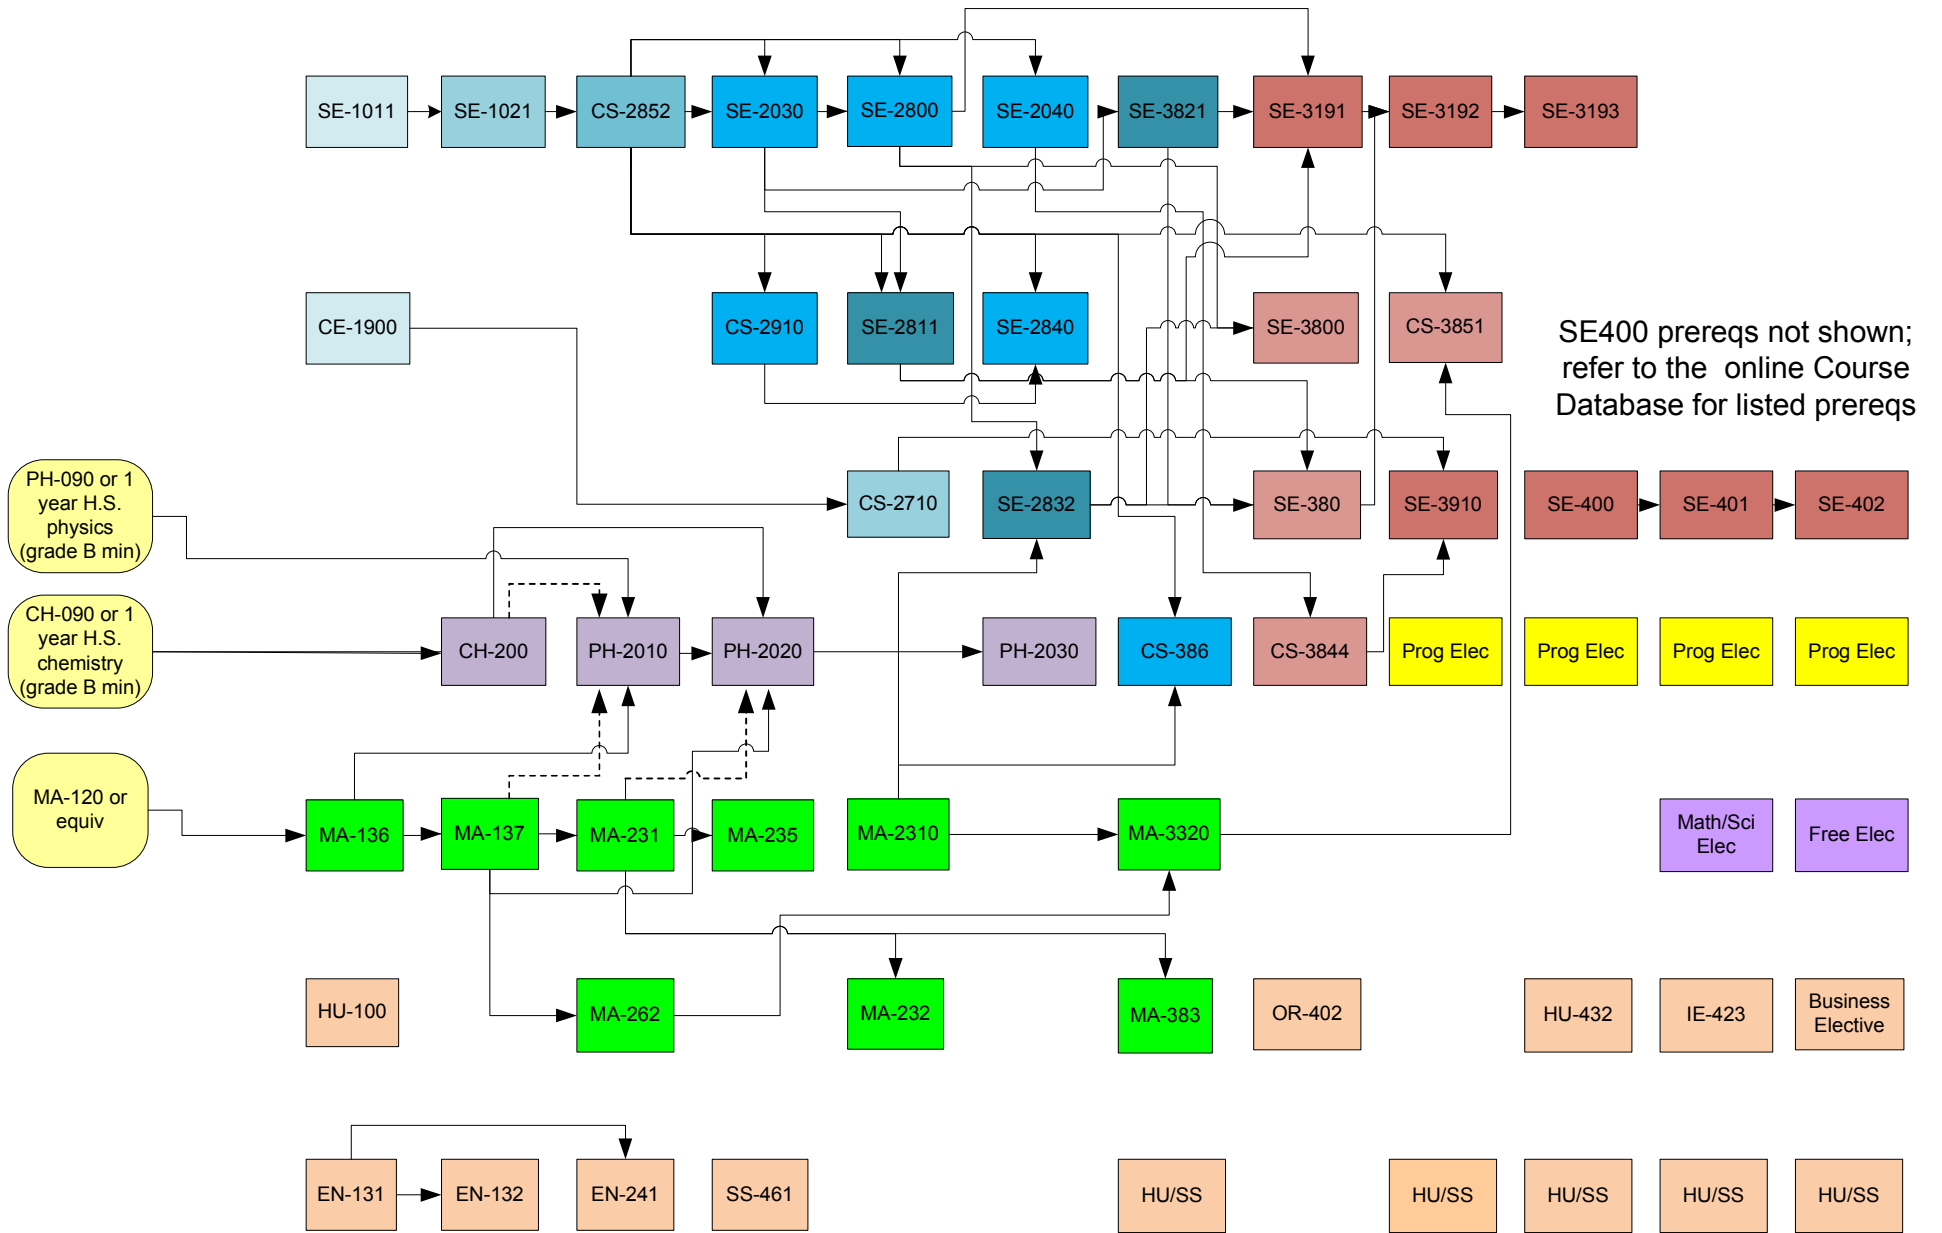 SE-1011
SE-1021
CS-2852
SE-2030
SE-2800
SE-2040
SE-3821
SE-3191
SE-3192
SE-3193
CE-1900
CS-2910
SE-2811
SE-2840
SE-3800
CS-3851
SE400 prereqs not shown;
refer to the online Course
Database for listed prereqs
PH-090 or 1
year H.S.
physics
(grade B min)
CS-2710
SE-2832
SE-380
SE-3910
SE-400
SE-401
SE-402
CH-090 or 1
year H.S.
chemistry
(grade B min)
CH-200
PH-2010
PH-2020
PH-2030
CS-386
CS-3844
Prog Elec
Prog Elec
Prog Elec
Prog Elec
MA-120 or
equiv
MA-136
MA-137
MA-231
MA-235
MA-2310
MA-3320
Math/Sci
Elec
Free Elec
HU-100
MA-262
MA-232
MA-383
OR-402
HU-432
IE-423
Business
Elective
EN-131
EN-132
EN-241
SS-461
HU/SS
HU/SS
HU/SS
HU/SS
HU/SS